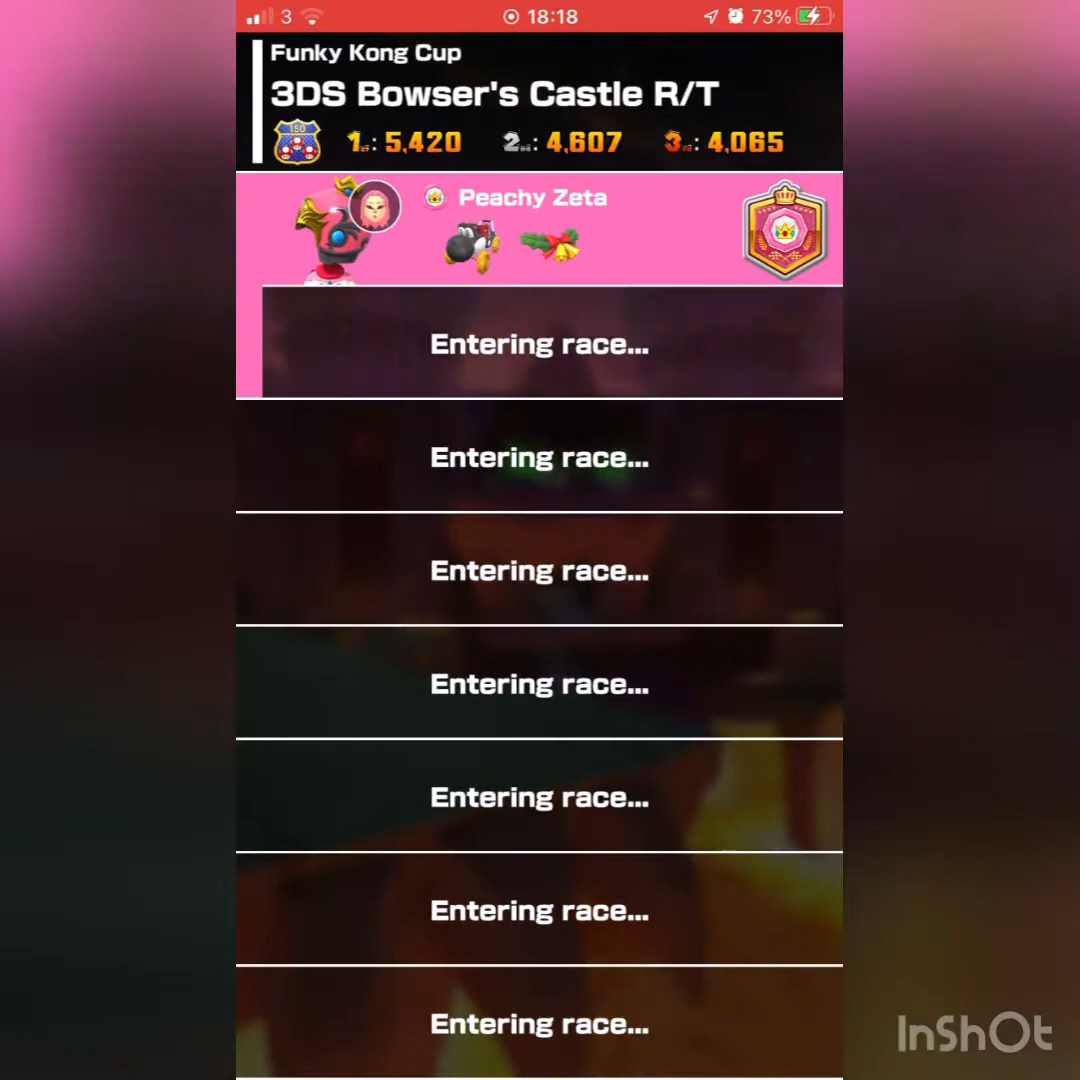 3 18:18 73%
Funky Kong Cup
3DS Bowser's Castle R/T
150 1st: 5,420 2nd: 4,607 3rd: 4,065
Peachy Zeta
Entering race...
Entering race...
Entering race...
Entering race...
Entering race...
Entering race...
Entering race...
InShOt